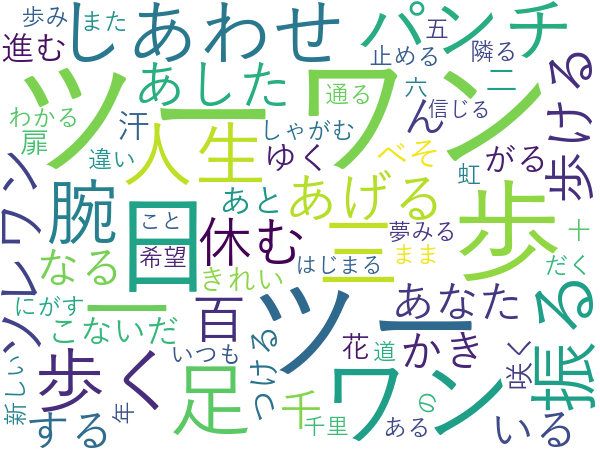 歩み
また
しあわせ
パンチ
五
隣る
進む
あした
止める
二
ツー
ワン
通る
六
信じる
歩ける
わかる
扉
汗
人生
しゃがむ
ん
違い
ゆく
べそ
がる
虹
ソレワン
腕
日
あと
あげる
歩
こと
休む
三
夢みる
まま
十
希望
なる
一
きれい
はじまる
だく
にがす
こないだ
百
ツー
あなた
振る
歩く
いつも
つける
花
道
かき
咲く
新しい
足
ワン
の
年
千
千里
ある
いる
する